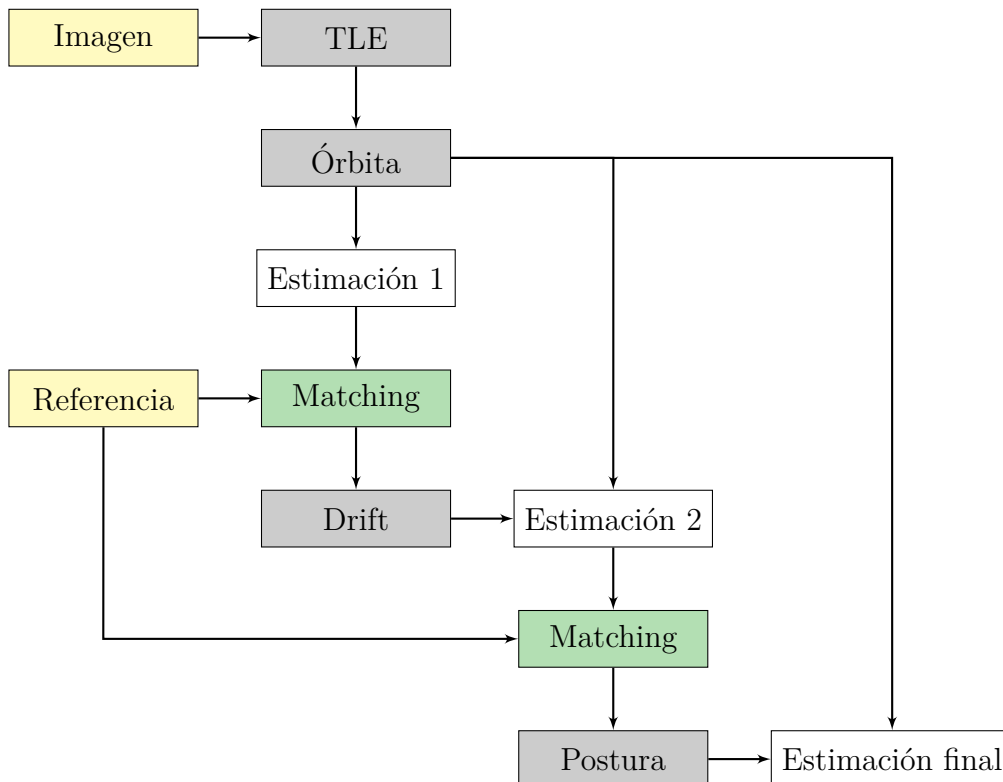 Imagen
TLE
Órbita
Estimación 1
Referencia
Matching
Drift
Estimación 2
Matching
Postura
Estimación final